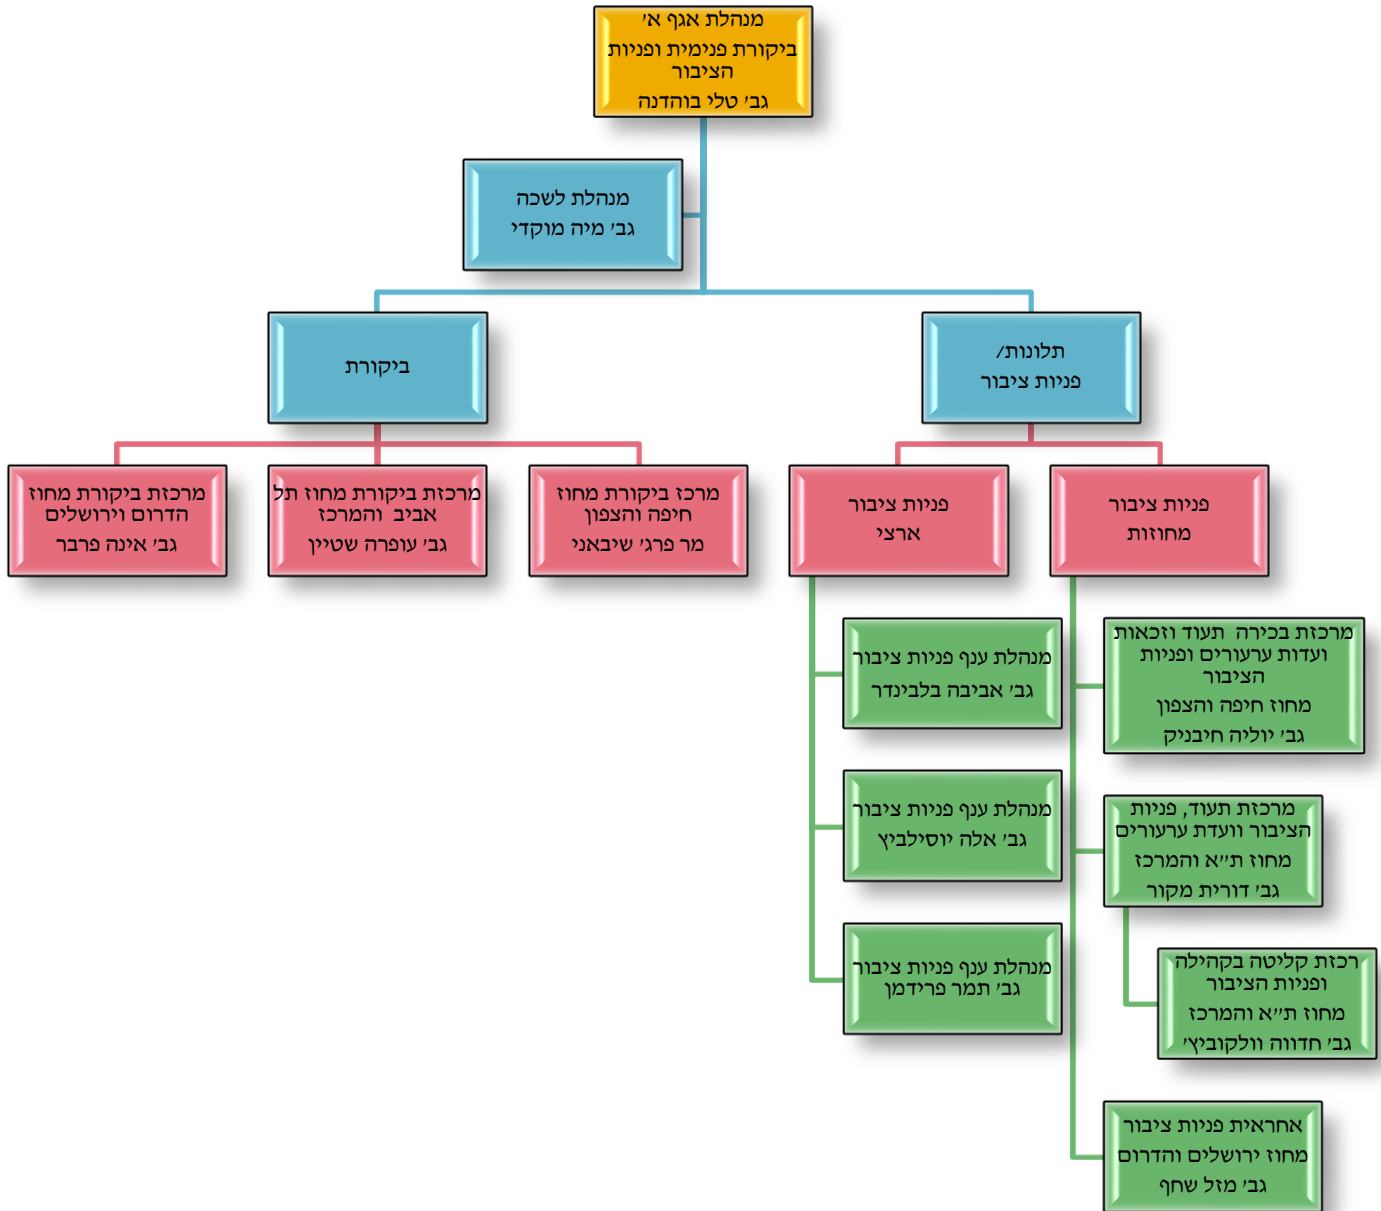 מנהלת אגף א'
ביקורת פנימית ופניות
הציבור
גב' טלי בוהדנה
מנהלת לשכה
גב' מיה מוקדי
תלונות/
פניות ציבור
ביקורת
פניות ציבור
מחוזות
פניות ציבור
ארצי
מרכז ביקורת מחוז
חיפה והצפון
מר פרג' שיבאני
מרכזת ביקורת מחוז תל
אביב והמרכז
גב' עופרה שטיין
מרכזת ביקורת מחוז
הדרום וירושלים
גב' אינה פרבר
מרכזת בכירה תעוד וזכאות
ועדות ערעורים ופניות
הציבור
מחוז חיפה והצפון
גב' יוליה חיבניק
מרכזת תעוד, פניות
הציבור וועדת ערעורים
מחוז ת"א והמרכז
גב' דורית מקור
רכזת קליטה בקהילה
ופניות הציבור
מחוז ת"א והמרכז
גב' חדווה וולקוביץ'
אחראית פניות ציבור
מחוז ירושלים והדרום
גב' מזל שחף
מנהלת ענף פניות ציבור
גב' אביבה בלבינדר
מנהלת ענף פניות ציבור
גב' אלה יוסילביץ
מנהלת ענף פניות ציבור
גב' תמר פרידמן